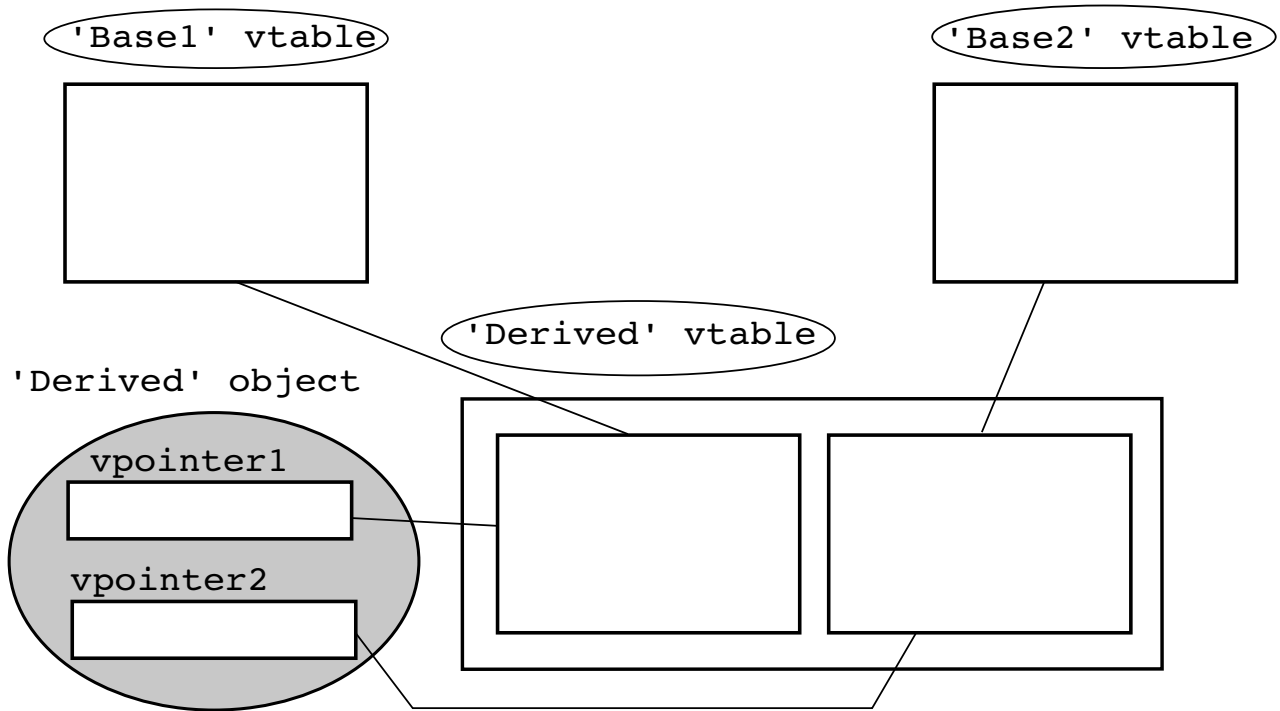 'Base1' vtable
'Base2' vtable
'Derived' vtable
'Derived' object
vpointer1
vpointer2